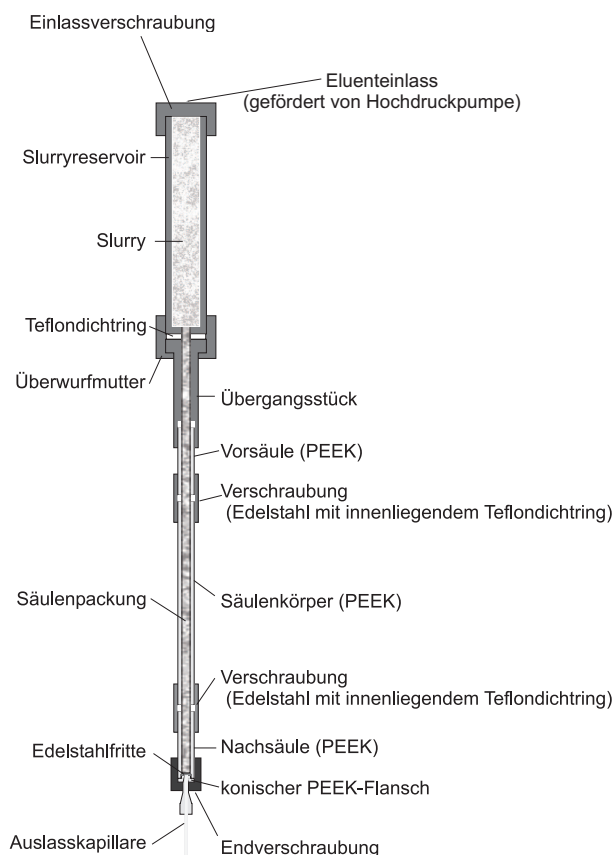 Einlassverschraubung
Eluenteinlass
(gefördert von Hochdruckpumpe)
Slurryreservoir
Slurry
Teflondichtring
Überwurfmutter
Übergangsstück
Vorsäule (PEEK)
Verschraubung
(Edelstahl mit innenliegendem Teflondichtring)
Säulenpackung
Säulenkörper (PEEK)
Verschraubung
(Edelstahl mit innenliegendem Teflondichtring)
Edelstahlfritte
Nachsäule (PEEK)
konischer PEEK-Flansch
Auslasskapillare
Endverschraubung